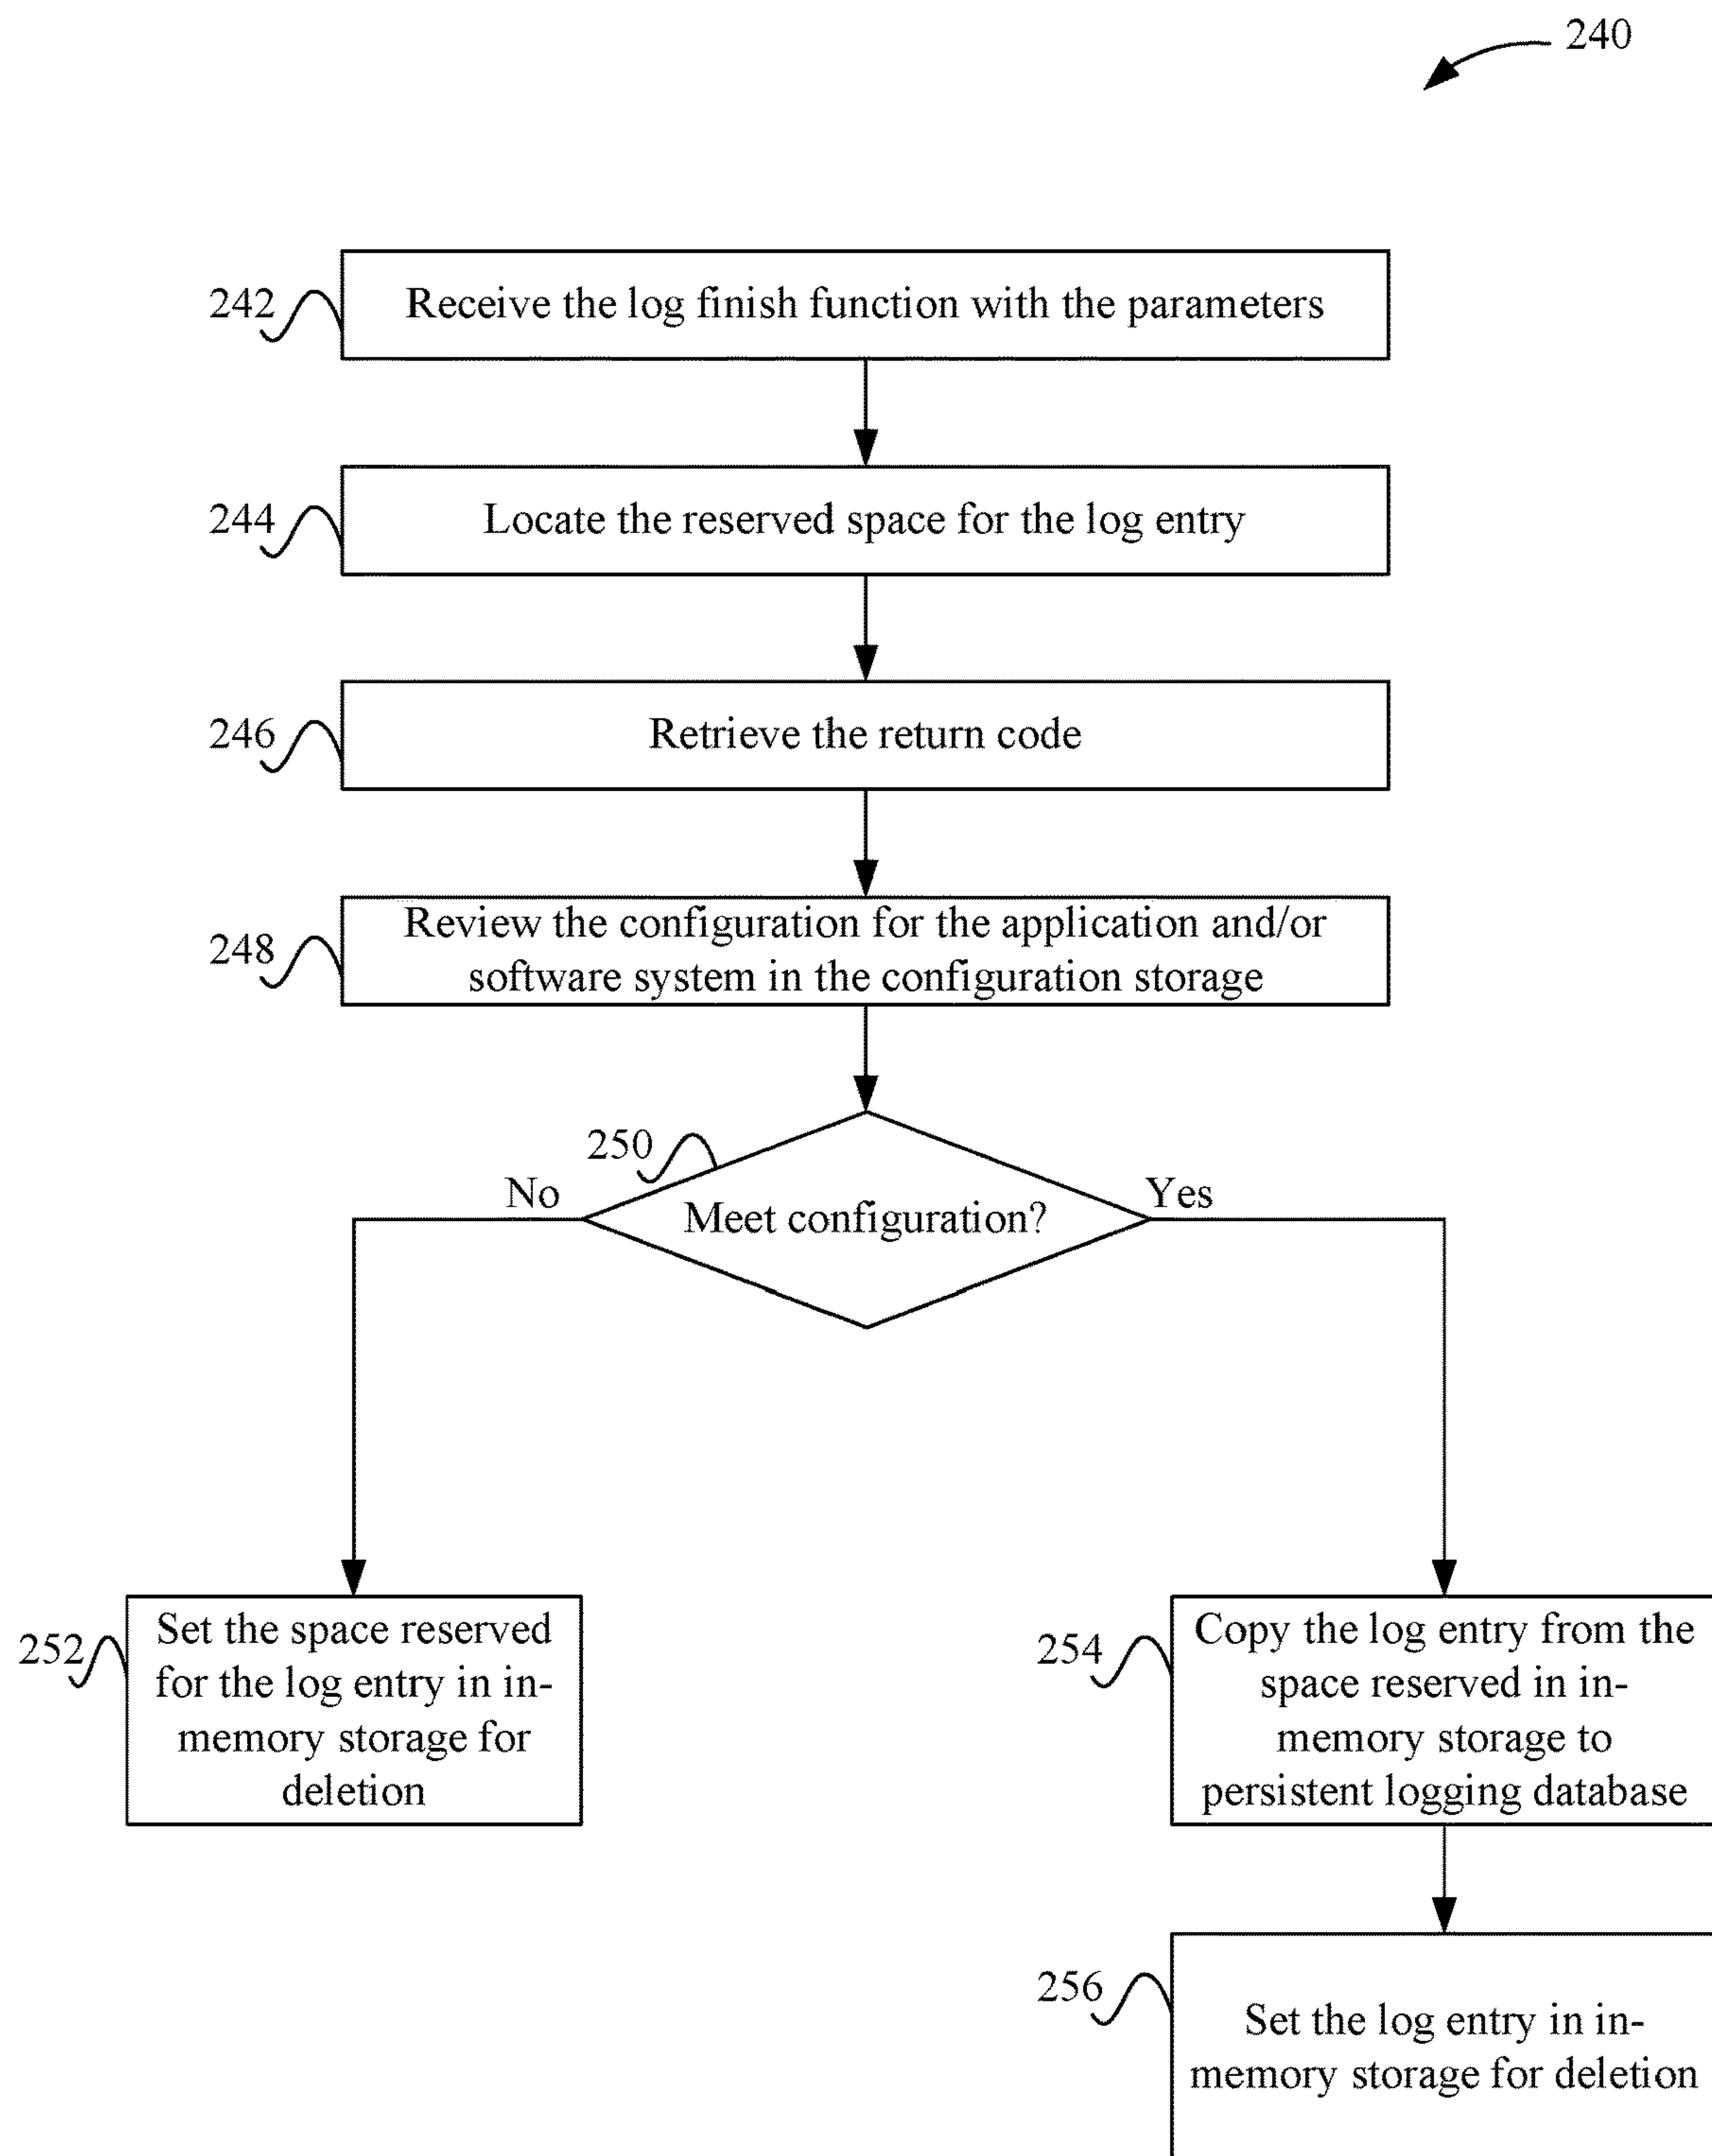 240
242
Receive the log finish function with the parameters
244
Locate the reserved space for the log entry
246
Retrieve the return code
248
Review the configuration for the application and/or
software system in the configuration storage
250
No
Meet configuration?
Yes
252
Set the space reserved
for the log entry in in-
memory storage for
deletion
254
Copy the log entry from the
space reserved in in-
memory storage to
persistent logging database
256
Set the log entry in in-
memory storage for deletion